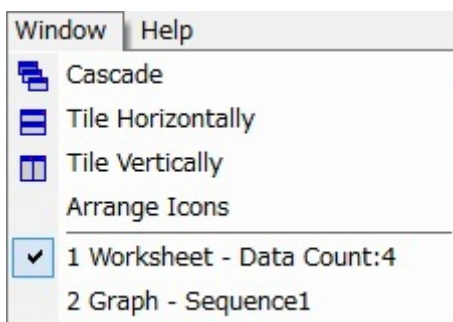 Window Help
Cascade
Tile Horizontally
Tile Vertically
Arrange Icons
1 Worksheet - Data Count:4
2 Graph - Sequence1